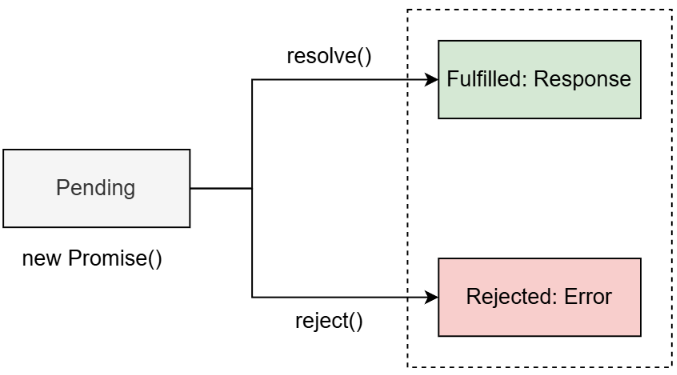 resolve()
Fulfilled: Response
Pending
new Promise()
Rejected: Error
reject()